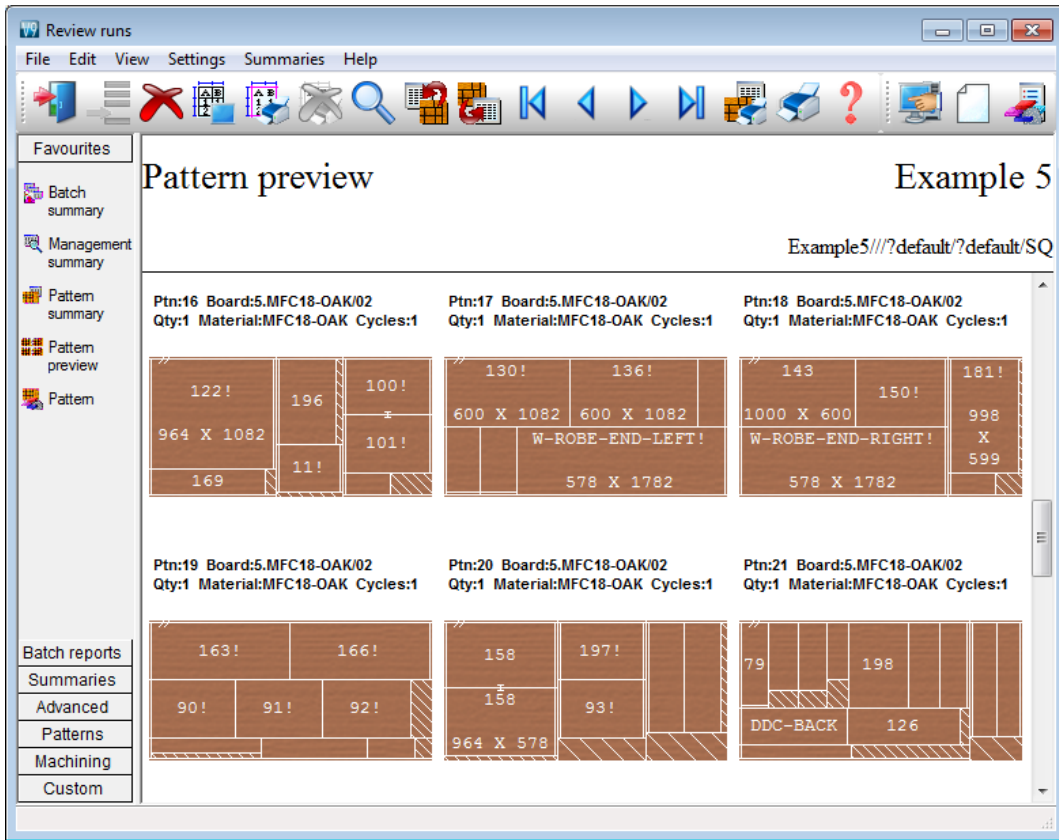 V9 Review runs
File Edit View Settings Summaries Help
Favourites
Batch
summary
Management
summary
Pattern
summary
Pattern
preview
Pattern
Batch reports
Summaries
Advanced
Patterns
Machining
Custom
Pattern preview
Example 5
Example5///?default/?default/SQ
Ptn:16 Board:5.MFC18-OAK/02
Qty:1 Material:MFC18-OAK Cycles:1
122!
964 X 1082
169
196
11!
100!
101!
Ptn:17 Board:5.MFC18-OAK/02
Qty:1 Material:MFC18-OAK Cycles:1
130!
600 X 1082
136!
600 X 1082
W-ROBE-END-LEFT!
578 X 1782
Ptn:18 Board:5.MFC18-OAK/02
Qty:1 Material:MFC18-OAK Cycles:1
143
1000 X 600
150!
W-ROBE-END-RIGHT!
578 X 1782
181!
998
X
599
Ptn:19 Board:5.MFC18-OAK/02
Qty:1 Material:MFC18-OAK Cycles:1
163!
166!
90!
91!
92!
Ptn:20 Board:5.MFC18-OAK/02
Qty:1 Material:MFC18-OAK Cycles:1
158
158
964 X 578
197!
93!
Ptn:21 Board:5.MFC18-OAK/02
Qty:1 Material:MFC18-OAK Cycles:1
79
198
DDC-BACK
126